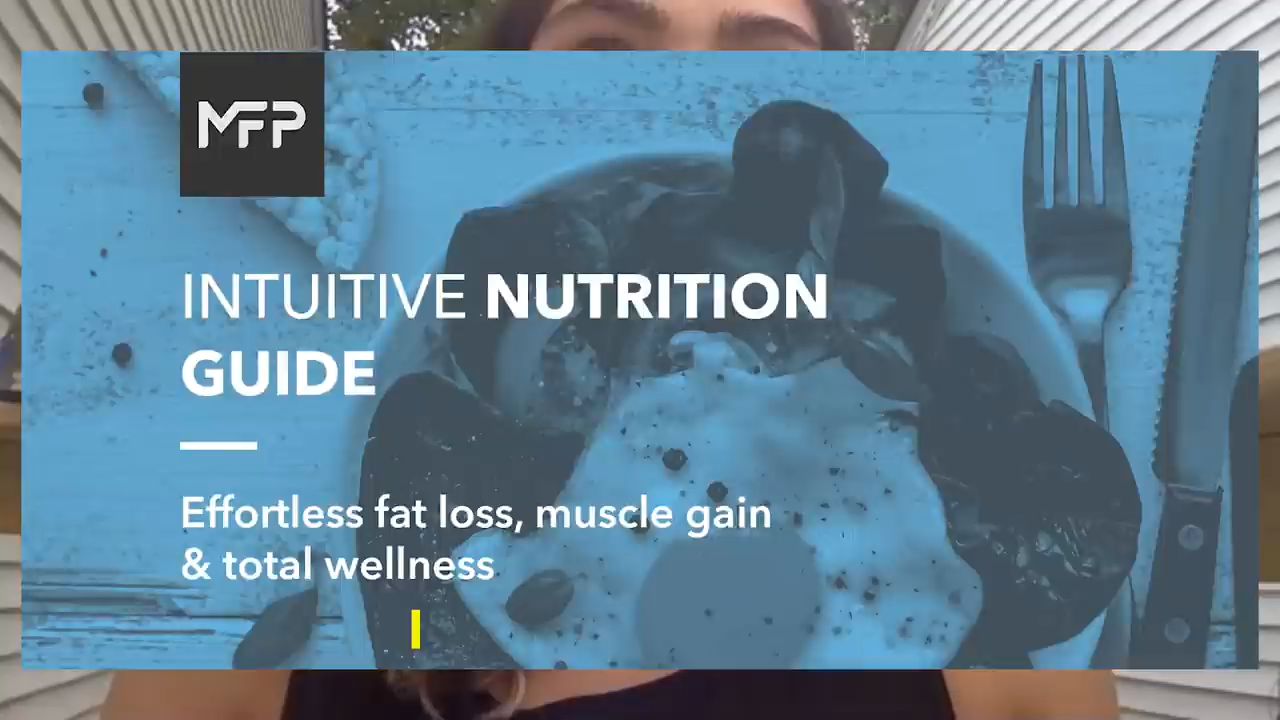 MFP
INTUITIVE NUTRITION
GUIDE
Effortless fat loss, muscle gain
& total wellness